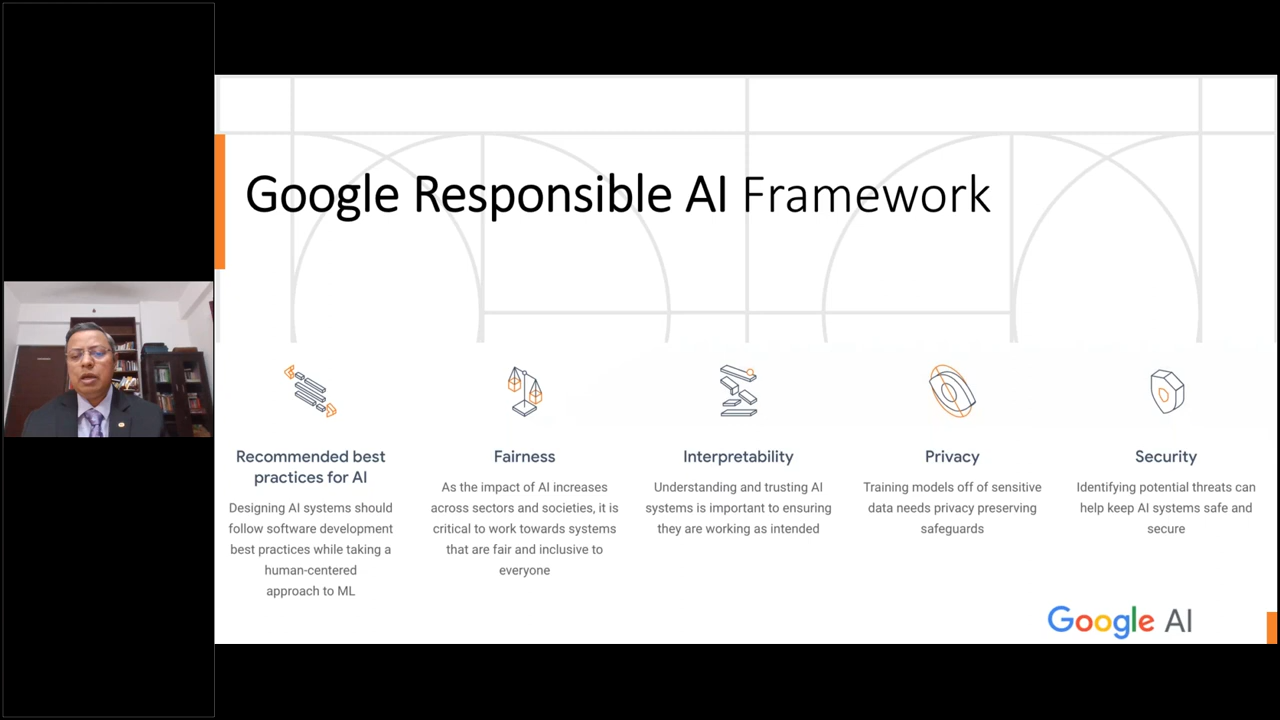 Google Responsible AI Framework
Recommended best
practices for AI
Designing AI systems should
follow software development
best practices while taking a
human-centered
approach to ML
Fairness
As the impact of AI increases
across sectors and societies, it is
critical to work towards systems
that are fair and inclusive to
everyone
Interpretability
Understanding and trusting AI
systems is important to ensuring
they are working as intended
Privacy
Training models off of sensitive
data needs privacy preserving
safeguards
Security
Identifying potential threats can
help keep AI systems safe and
secure
Google AI